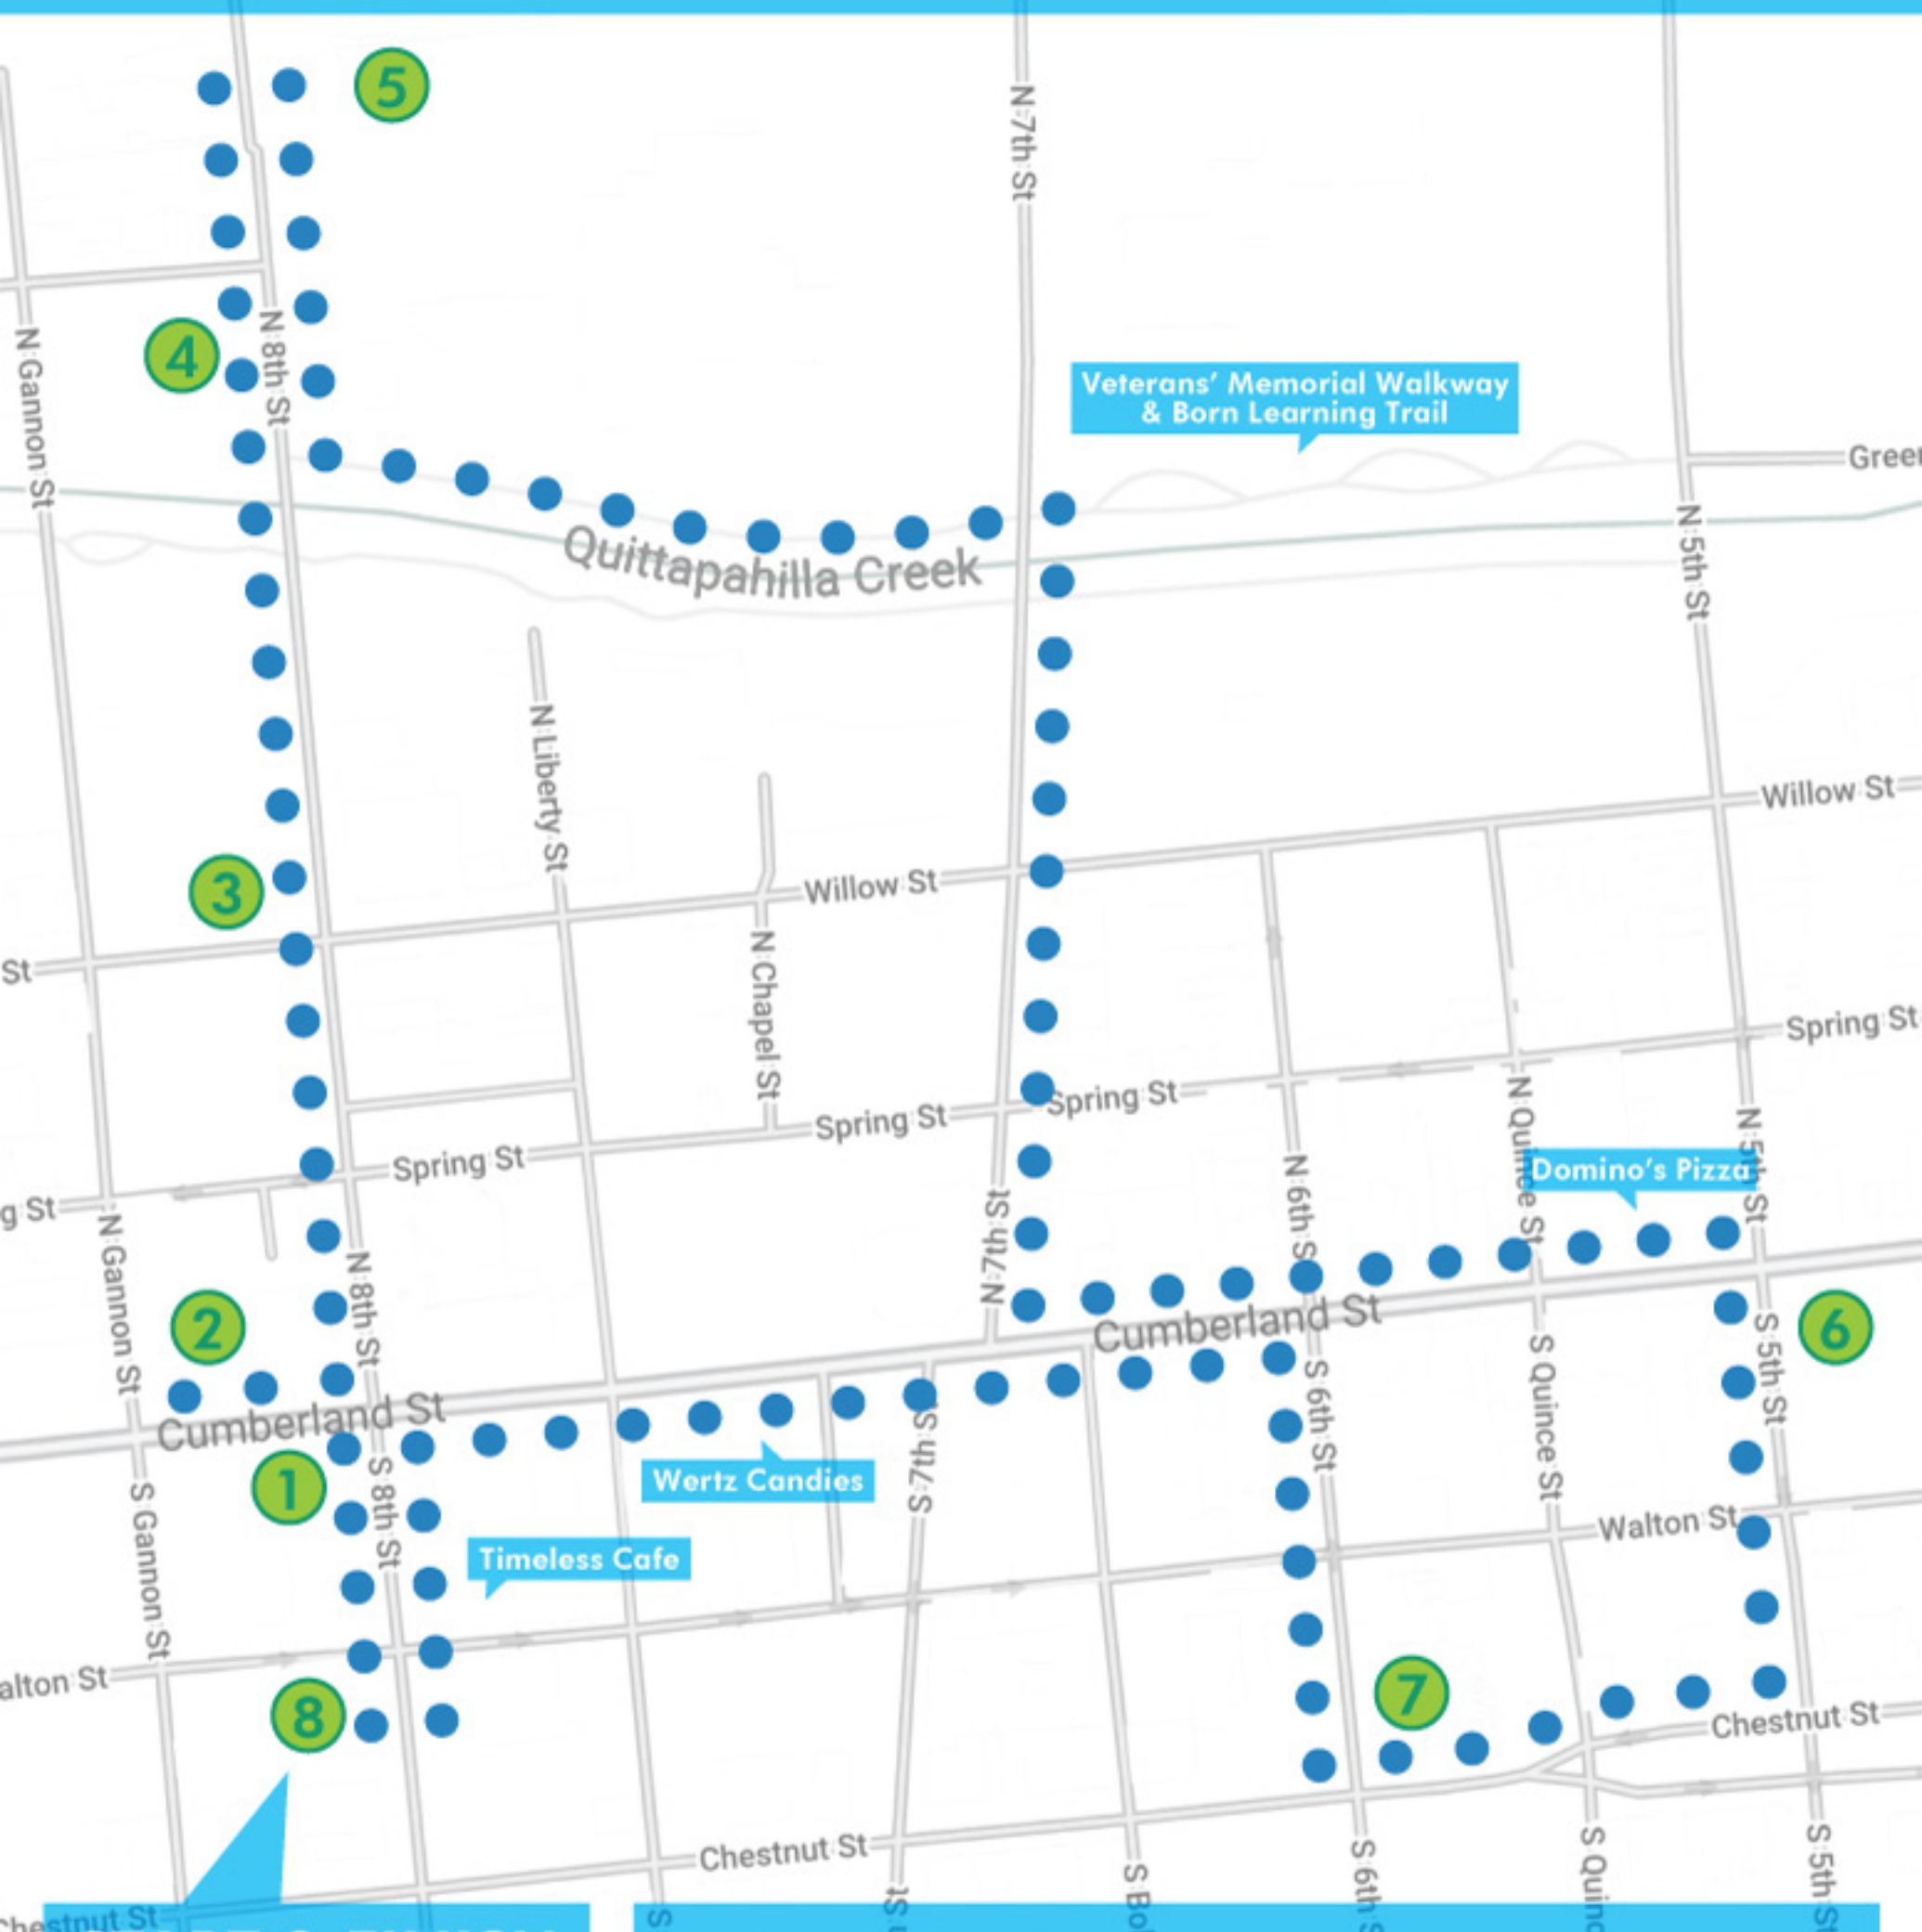 5
N 7th St
4
N 8th St
N Gannon St
Veterans' Memorial Walkway
& Born Learning Trail
Quittapahilla Creek
N 5th St
N Liberty St
Willow St
3
Willow St
St
N Chapel St
Spring St
Spring St
Spring St
Spring St
g St
N Quince St
N 5th St
Domino's Pizza
N 6th St
N 7th St
N Gannon St
N 8th St
2
Cumberland St
6
Cumberland St
S 5th St
S 6th St
S Quince St
1
S 8th St
S Gannon St
Wertz Candies
S 7th St
Timeless Cafe
Walton St
alton St
8
7
Chestnut St
Chestnut St
S 6th S
S Quinc
S 5th St
S Bo
hestnut St
S